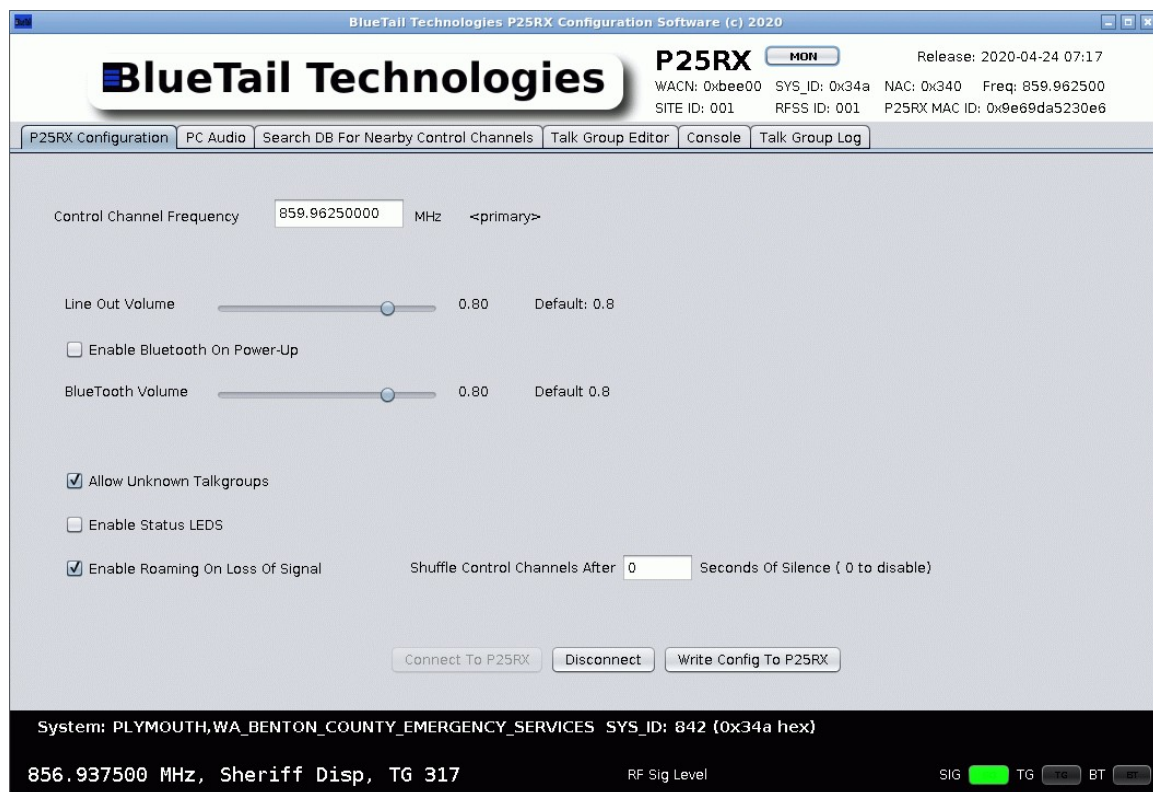 BlueTail Technologies P25RX Configuration Software (c) 2020
BlueTail Technologies
P25RX MON Release: 2020-04-24 07:17
WACN: 0xbee00 SYS_ID: 0x34a NAC: 0x340 Freq: 859.962500
SITE ID: 001 RFSS ID: 001 P25RX MAC ID: 0x9e69da5230e6
P25RX Configuration PC Audio Search DB For Nearby Control Channels Talk Group Editor Console Talk Group Log
Control Channel Frequency 859.96250000 MHz <primary>
Line Out Volume 0.80 Default: 0.8
Enable Bluetooth On Power-Up
BlueTooth Volume 0.80 Default 0.8
Allow Unknown Talkgroups
Enable Status LEDS
Enable Roaming On Loss Of Signal Shuffle Control Channels After 0 Seconds Of Silence ( 0 to disable)
Connect To P25RX Disconnect Write Config To P25RX
System: PLYMOUTH,WA_BENTON_COUNTY_EMERGENCY_SERVICES SYS_ID: 842 (0x34a hex)
856.937500 MHz, Sheriff Disp, TG 317 RF Sig Level SIG TG TG BT BT